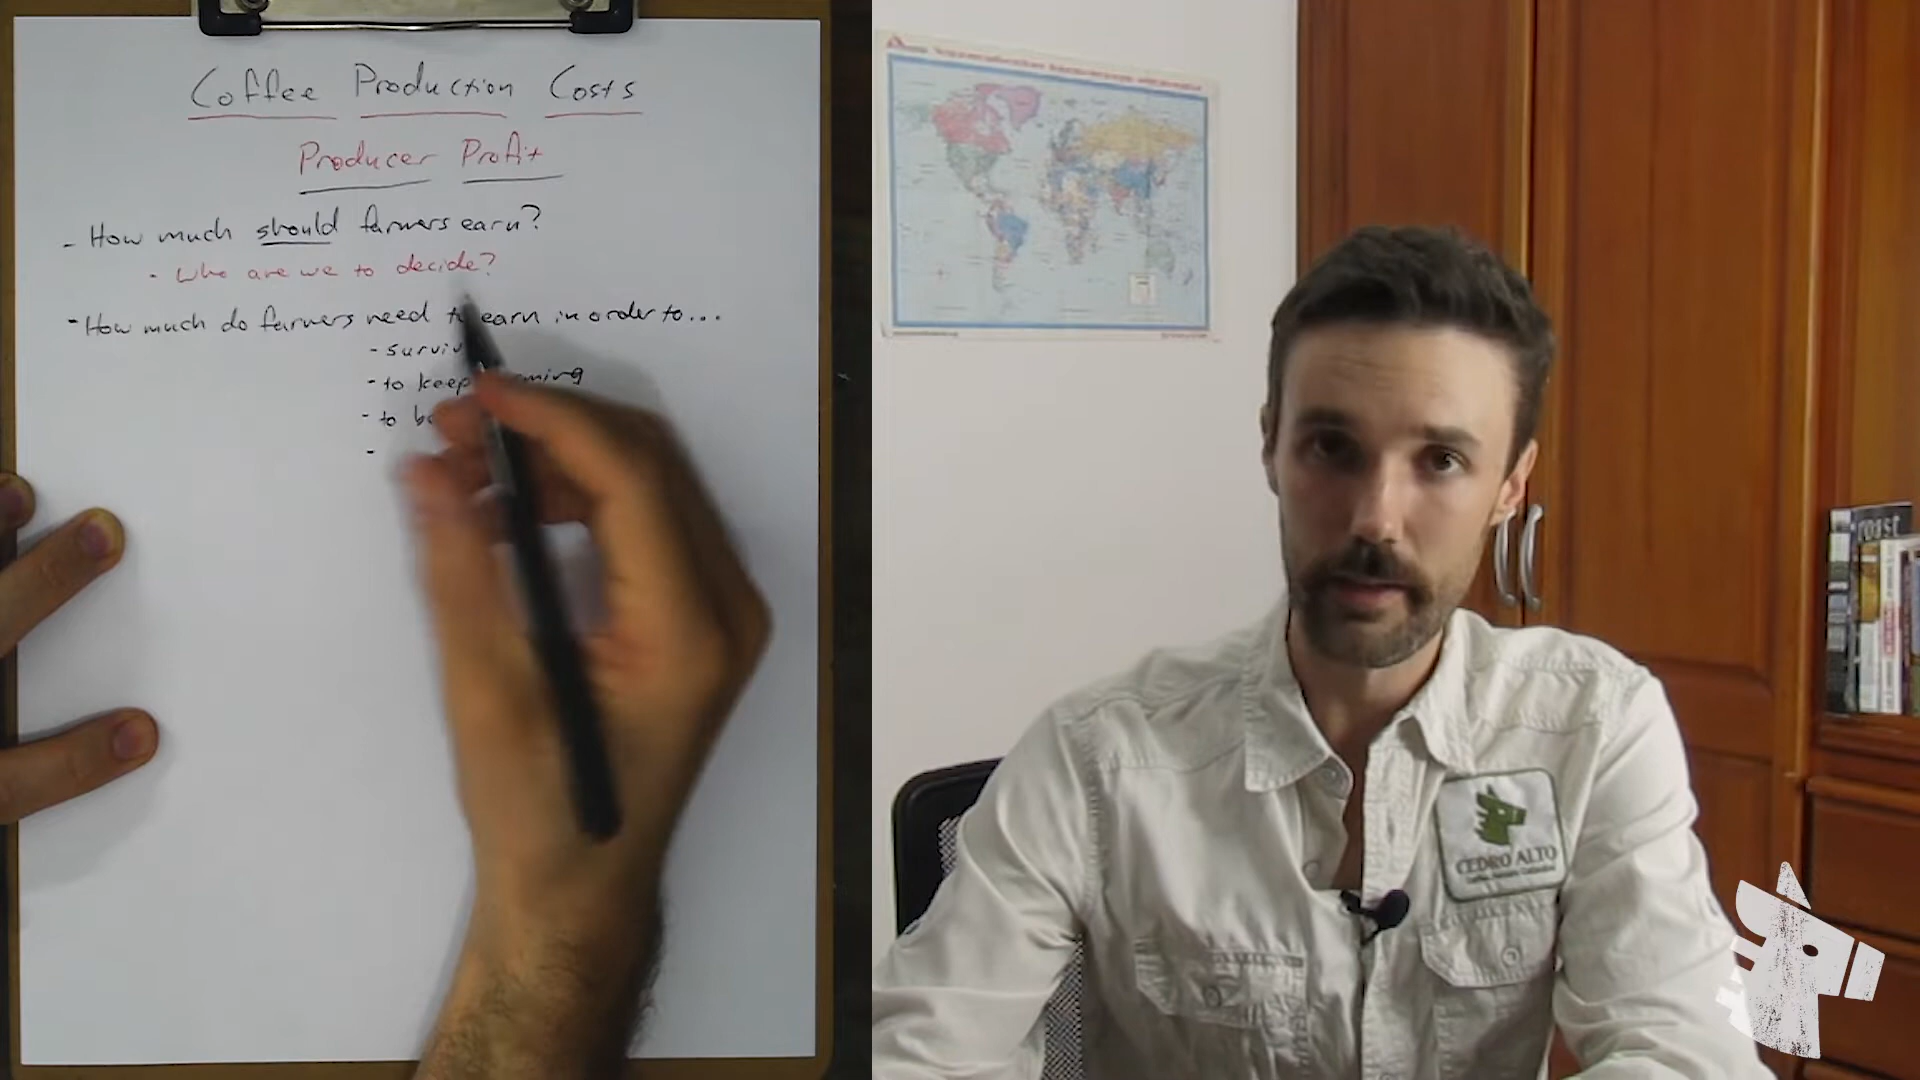 Coffee Production Costs
Producer Profit
- How much should farmers earn?
· Who are we to decide?
- How much do farmers need to earn in order to...
- surviv
- to keep
- to
-
CEDRO ALTO
roast